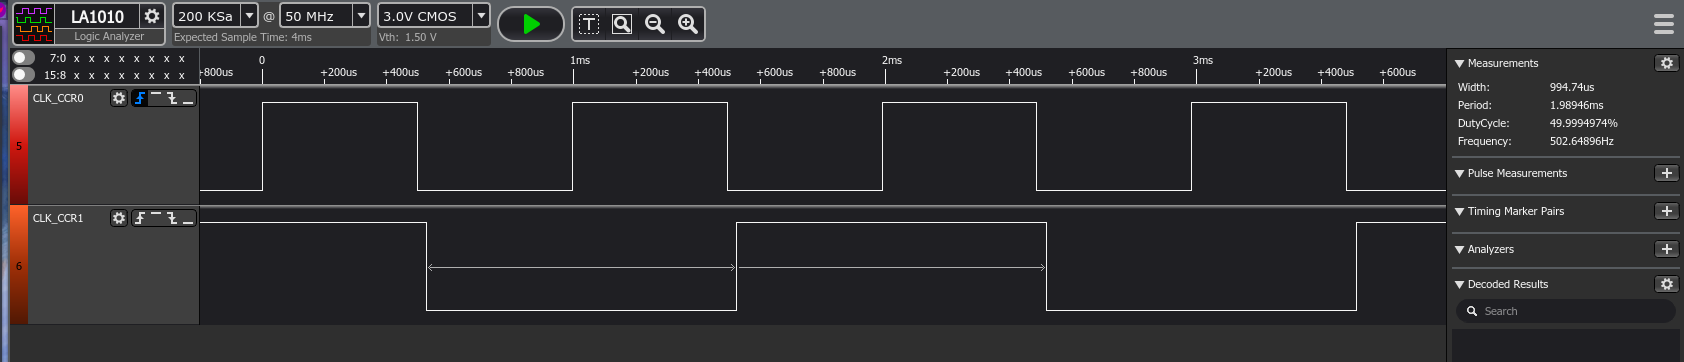 LA1010
Logic Analyzer
200 KSa @ 50 MHz
Expected Sample Time: 4ms
3.0V CMOS
Vth: 1.50 V
T
7:0 x x x x x x x x
15:8 x x x x x x x x
+800us 0 +200us +400us +600us +800us 1ms +200us +400us +600us +800us 2ms +200us +400us +600us +800us 3ms +200us +400us +600us
CLK_CCR0
5
CLK_CCR1
6
Measurements
Width: 994.74us
Period: 1.98946ms
DutyCycle: 49.9994974%
Frequency: 502.64896Hz
Pulse Measurements
Timing Marker Pairs
Analyzers
Decoded Results
Search